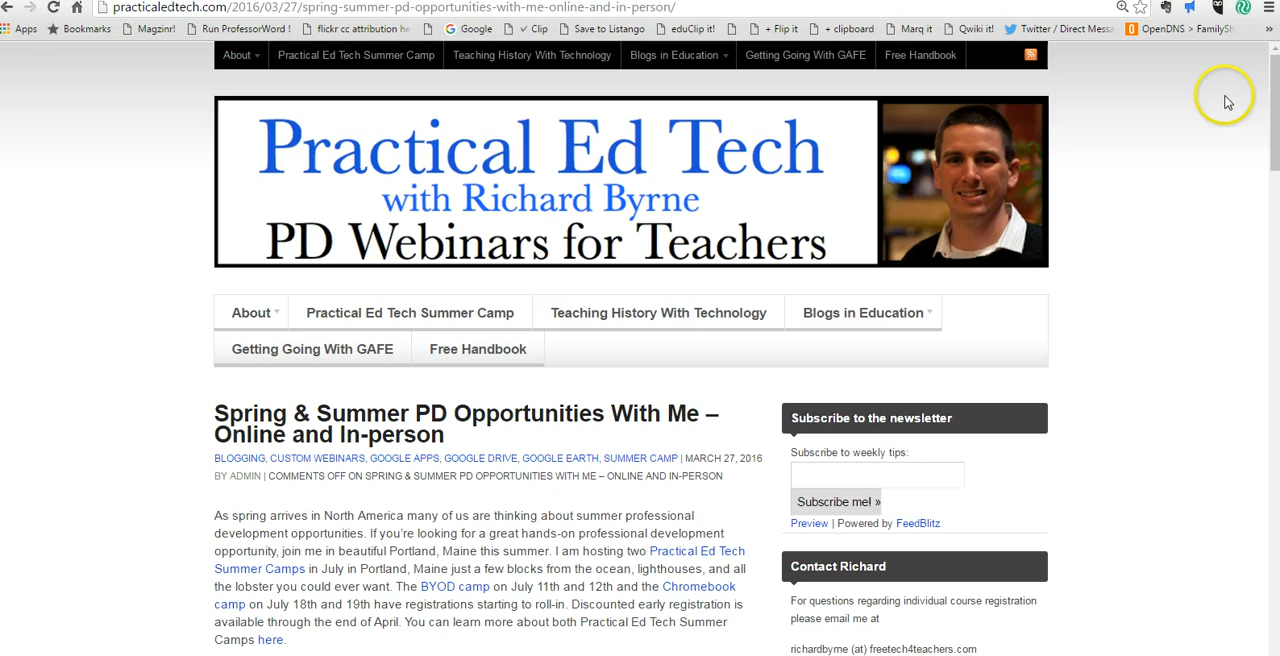 practicaledtech.com/2016/03/27/spring-summer-pd-opportunities-with-me-online-and-in-person/
Apps Bookmarks Magzinr! Run ProfessorWord ! flickr cc attribution he Google ✓ Clip Save to Listango eduClip it! + Flip it + clipboard Marq it Qwiki it! Twitter / Direct Messa OpenDNS > FamilySh »
About Practical Ed Tech Summer Camp Teaching History With Technology Blogs in Education Getting Going With GAFE Free Handbook
Practical Ed Tech
with Richard Byrne
PD Webinars for Teachers
About Practical Ed Tech Summer Camp Teaching History With Technology Blogs in Education
Getting Going With GAFE Free Handbook
Spring & Summer PD Opportunities With Me –
Online and In-person
BLOGGING, CUSTOM WEBINARS, GOOGLE APPS, GOOGLE DRIVE, GOOGLE EARTH, SUMMER CAMP | MARCH 27, 2016
BY ADMIN | COMMENTS OFF ON SPRING & SUMMER PD OPPORTUNITIES WITH ME – ONLINE AND IN-PERSON
As spring arrives in North America many of us are thinking about summer professional
development opportunities. If you're looking for a great hands-on professional development
opportunity, join me in beautiful Portland, Maine this summer. I am hosting two Practical Ed Tech
Summer Camps in July in Portland, Maine just a few blocks from the ocean, lighthouses, and all
the lobster you could ever want. The BYOD camp on July 11th and 12th and the Chromebook
camp on July 18th and 19th have registrations starting to roll-in. Discounted early registration is
available through the end of April. You can learn more about both Practical Ed Tech Summer
Camps here.
Subscribe to the newsletter
Subscribe to weekly tips:
Subscribe me! »
Preview | Powered by FeedBlitz
Contact Richard
For questions regarding individual course registration
please email me at
richardbyrne (at) freetech4teachers.com